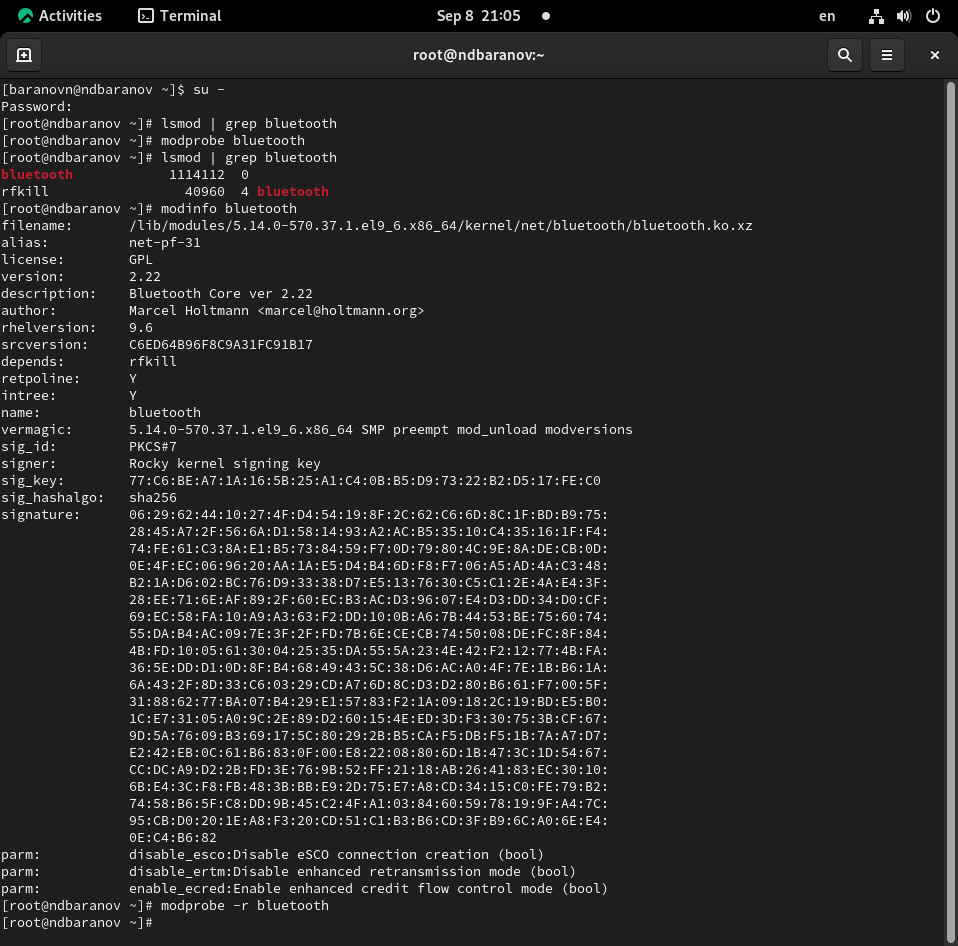 Activities Terminal Sep 8 21:05 en
root@ndbaranov:~
[baranovn@ndbaranov ~]$ su -
Password:
[root@ndbaranov ~]# lsmod | grep bluetooth
[root@ndbaranov ~]# modprobe bluetooth
[root@ndbaranov ~]# lsmod | grep bluetooth
bluetooth            1114112  0
rfkill                 40960  4 bluetooth
[root@ndbaranov ~]# modinfo bluetooth
filename:       /lib/modules/5.14.0-570.37.1.el9_6.x86_64/kernel/net/bluetooth/bluetooth.ko.xz
alias:          net-pf-31
license:        GPL
version:        2.22
description:    Bluetooth Core ver 2.22
author:         Marcel Holtmann <marcel@holtmann.org>
rhelversion:    9.6
srcversion:     C6ED64B96F8C9A31FC91B17
depends:        rfkill
retpoline:      Y
intree:         Y
name:           bluetooth
vermagic:       5.14.0-570.37.1.el9_6.x86_64 SMP preempt mod_unload modversions
sig_id:         PKCS#7
signer:         Rocky kernel signing key
sig_key:        77:C6:BE:A7:1A:16:5B:25:A1:C4:0B:B5:D9:73:22:B2:D5:17:FE:C0
sig_hashalgo:   sha256
signature:      06:29:62:44:10:27:4F:D4:54:19:8F:2C:62:C6:6D:8C:1F:BD:B9:75:
                28:45:A7:2F:56:6A:D1:58:14:93:A2:AC:B5:35:10:C4:35:16:1F:F4:
                74:FE:61:C3:8A:E1:B5:73:84:59:F7:0D:79:80:4C:9E:8A:DE:CB:0D:
                0E:4F:EC:06:96:20:AA:1A:E5:D4:B4:6D:F8:F7:06:A5:AD:4A:C3:48:
                B2:1A:D6:02:BC:76:D9:33:38:D7:E5:13:76:30:C5:C1:2E:4A:E4:3F:
                28:EE:71:6E:AF:89:2F:60:EC:B3:AC:D3:96:07:E4:D3:DD:34:D0:CF:
                69:EC:58:FA:10:A9:A3:63:F2:DD:10:0B:A6:7B:44:53:BE:75:60:74:
                55:DA:B4:AC:09:7E:3F:2F:FD:7B:6E:CE:CB:74:50:08:DE:FC:8F:84:
                4B:FD:10:05:61:30:04:25:35:DA:55:5A:23:4E:42:F2:12:77:4B:FA:
                36:5E:DD:D1:0D:8F:B4:68:49:43:5C:38:D6:AC:A0:4F:7E:1B:B6:1A:
                6A:43:2F:8D:33:C6:03:29:CD:A7:6D:8C:D3:D2:80:B6:61:F7:00:5F:
                31:88:62:77:BA:07:B4:29:E1:57:83:F2:1A:09:18:2C:19:BD:E5:B0:
                1C:E7:31:05:A0:9C:2E:89:D2:60:15:4E:ED:3D:F3:30:75:3B:CF:67:
                9D:5A:76:09:B3:69:17:5C:80:29:2B:B5:CA:F5:DB:F5:1B:7A:A7:D7:
                E2:42:EB:0C:61:B6:83:0F:00:E8:22:08:80:6D:1B:47:3C:1D:54:67:
                CC:DC:A9:D2:2B:FD:3E:76:9B:52:FF:21:18:AB:26:41:83:EC:30:10:
                6B:E4:3C:F8:FB:48:3B:BB:E9:2D:75:E7:A8:CD:34:15:C0:FE:79:B2:
                74:58:B6:5F:C8:DD:9B:45:C2:4F:A1:03:84:60:59:78:19:9F:A4:7C:
                95:CB:D0:20:1E:A8:F3:20:CD:51:C1:B3:B6:CD:3F:B9:6C:A0:6E:E4:
                0E:C4:B6:82
parm:           disable_esco:Disable eSCO connection creation (bool)
parm:           disable_ertm:Disable enhanced retransmission mode (bool)
parm:           enable_ecred:Enable enhanced credit flow control mode (bool)
[root@ndbaranov ~]# modprobe -r bluetooth
[root@ndbaranov ~]#